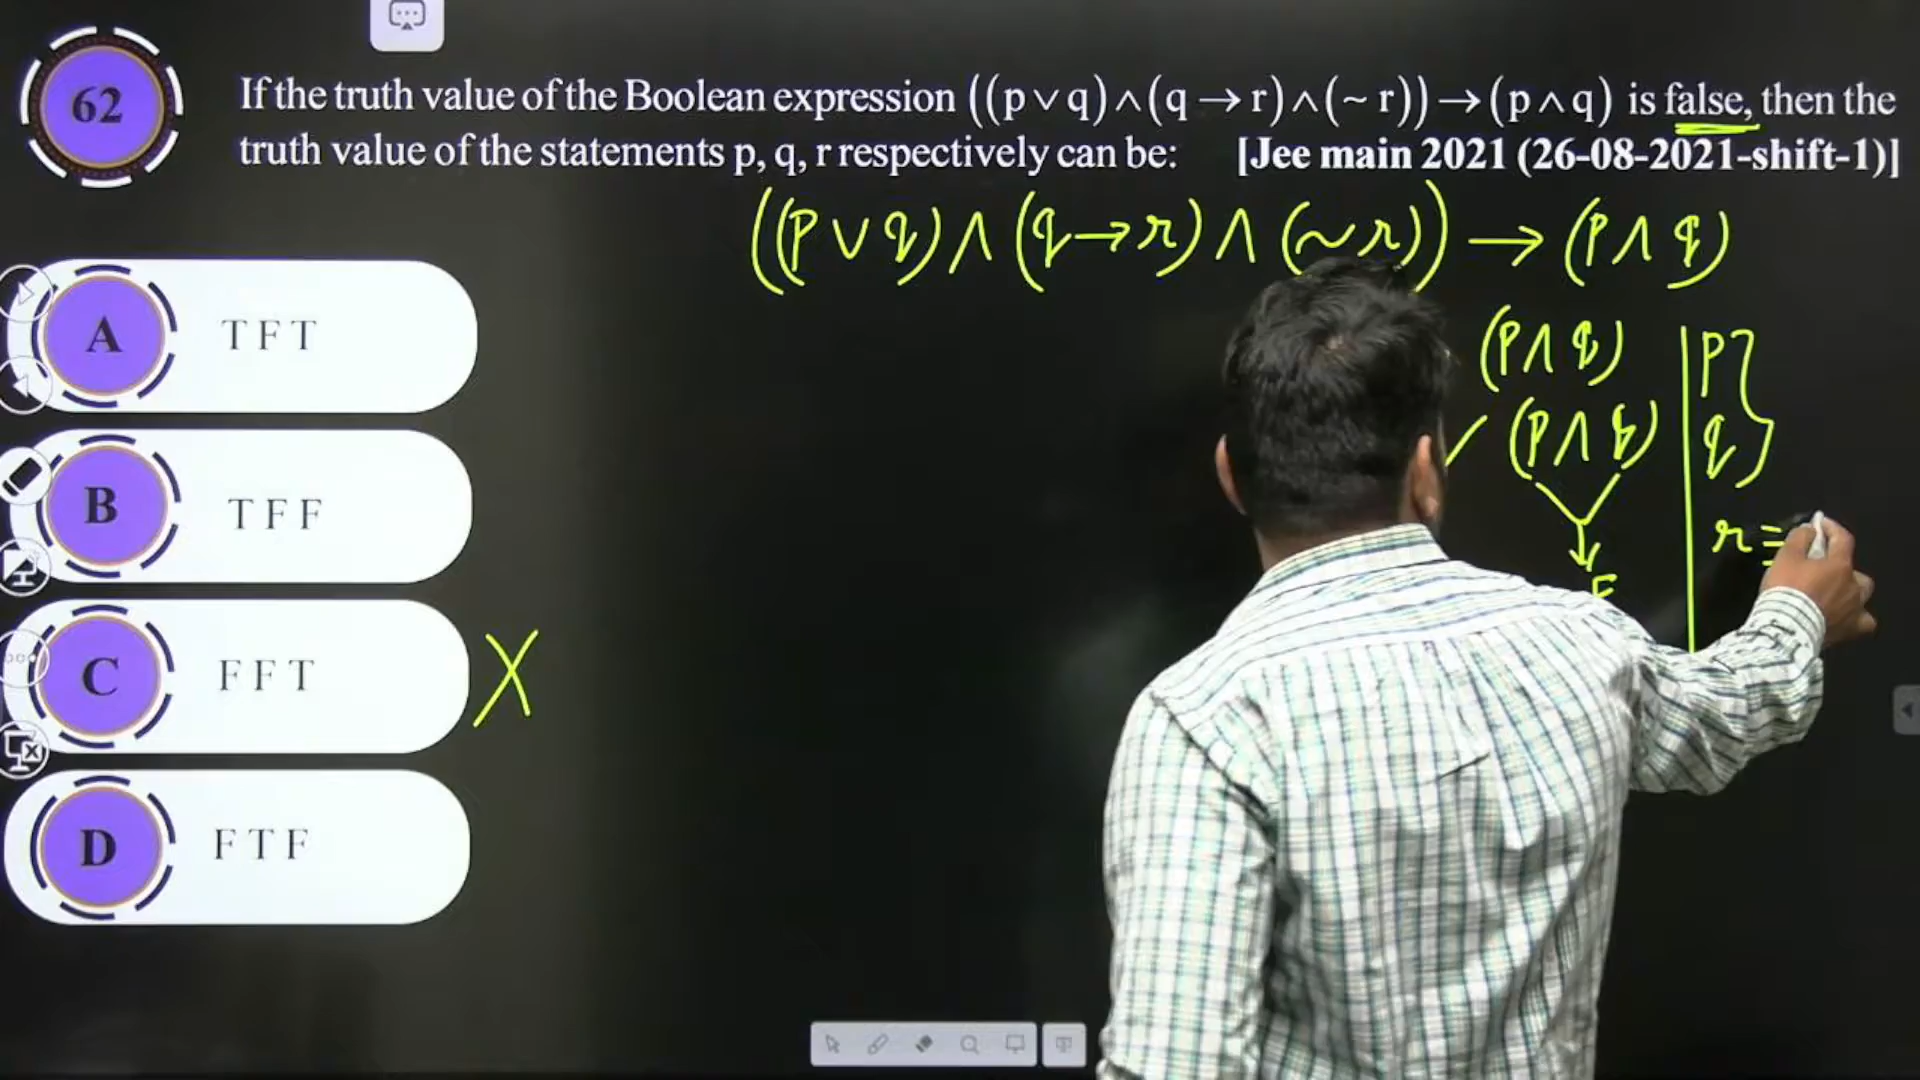 62
If the truth value of the Boolean expression ((p ∨ q) ∧ (q → r) ∧ (~ r)) → (p ∧ q) is false, then the
truth value of the statements p, q, r respectively can be: [Jee main 2021 (26-08-2021-shift-1)]
((p ∨ q) ∧ (q → r) ∧ (~ r)) → (p ∧ q)
A T F T
B T F F
C F F T X
D F T F
(p ∧ q)
(p ∧ q)
F
p
q
r =